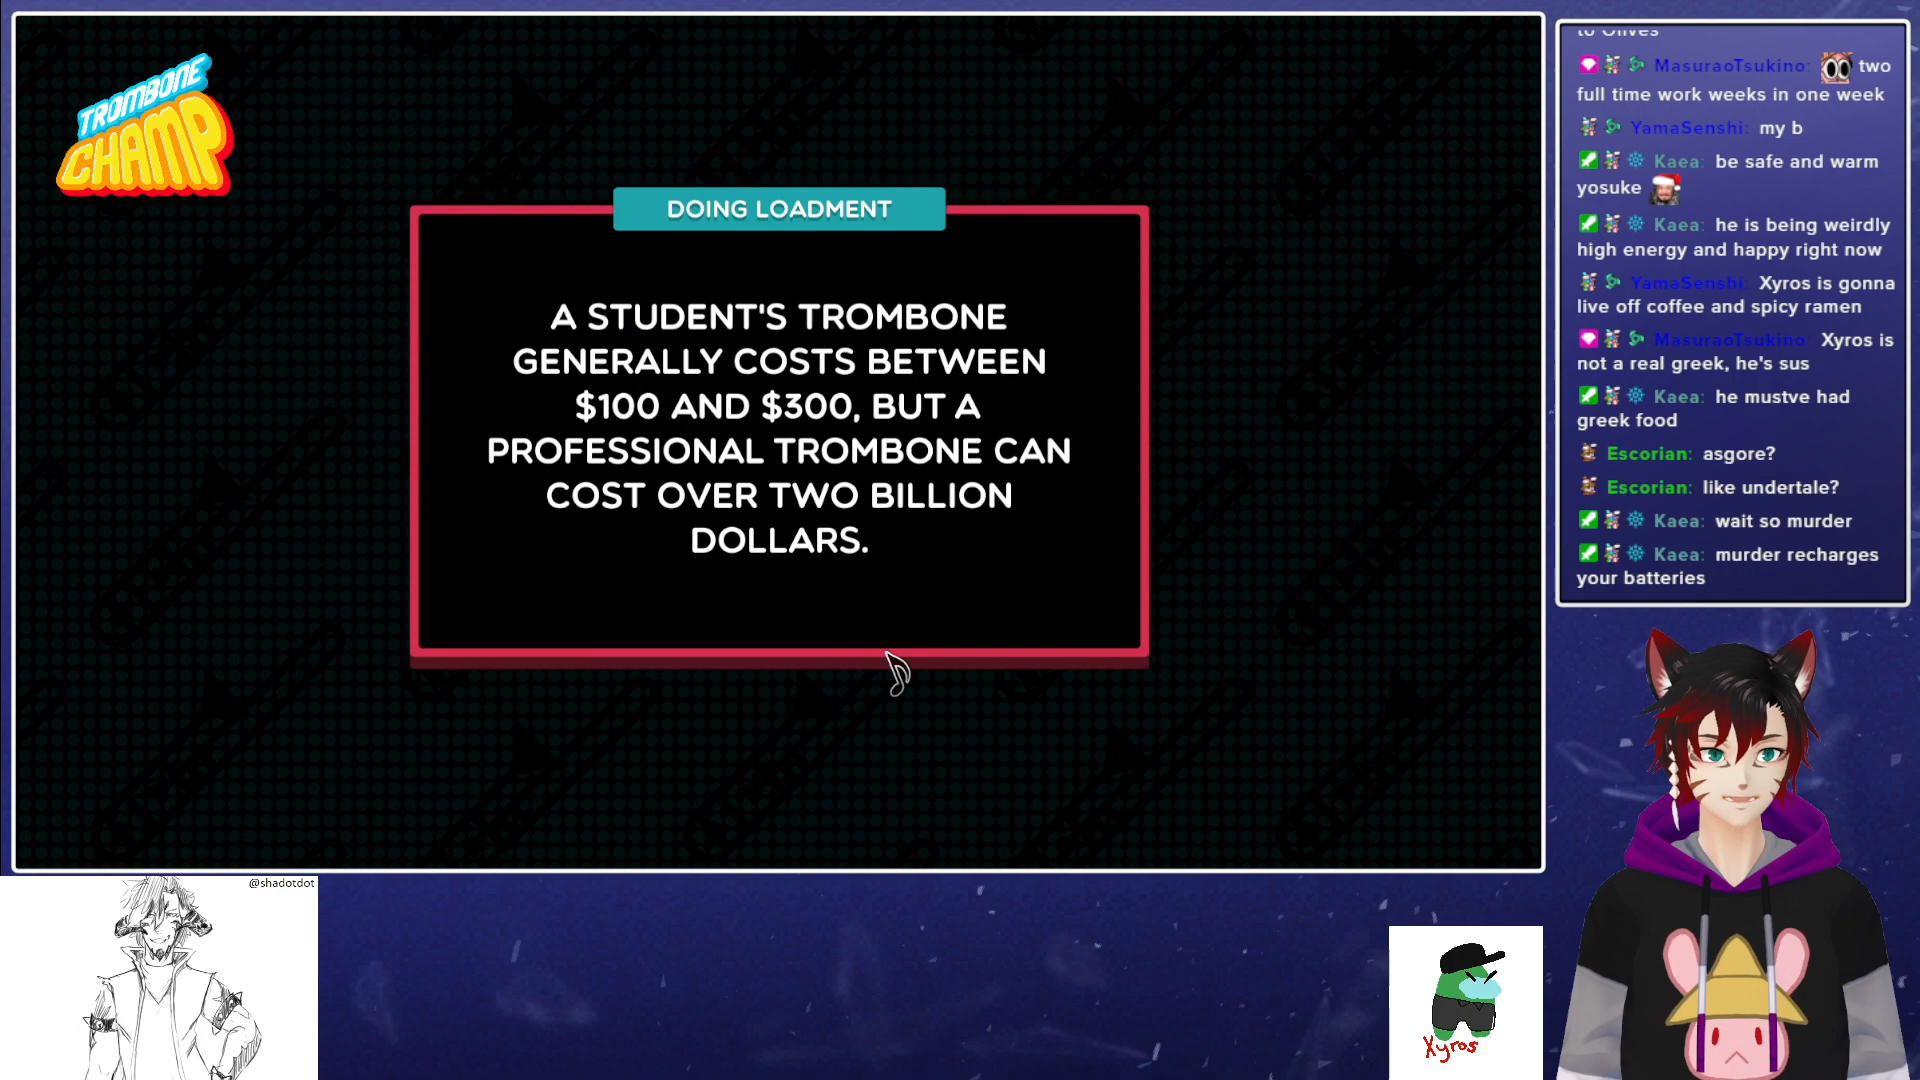 TROMBONE
CHAMP
DOING LOADMENT
A STUDENT'S TROMBONE
GENERALLY COSTS BETWEEN
$100 AND $300, BUT A
PROFESSIONAL TROMBONE CAN
COST OVER TWO BILLION
DOLLARS.
to Olives
MasuraoTsukino: two
full time work weeks in one week
YamaSenshi: my b
Kaea: be safe and warm
yosuke
Kaea: he is being weirdly
high energy and happy right now
YamaSenshi: Xyros is gonna
live off coffee and spicy ramen
MasuraoTsukino: Xyros is
not a real greek, he's sus
Kaea: he mustve had
greek food
Escorian: asgore?
Escorian: like undertale?
Kaea: wait so murder
Kaea: murder recharges
your batteries
@shadotdot
Xyros